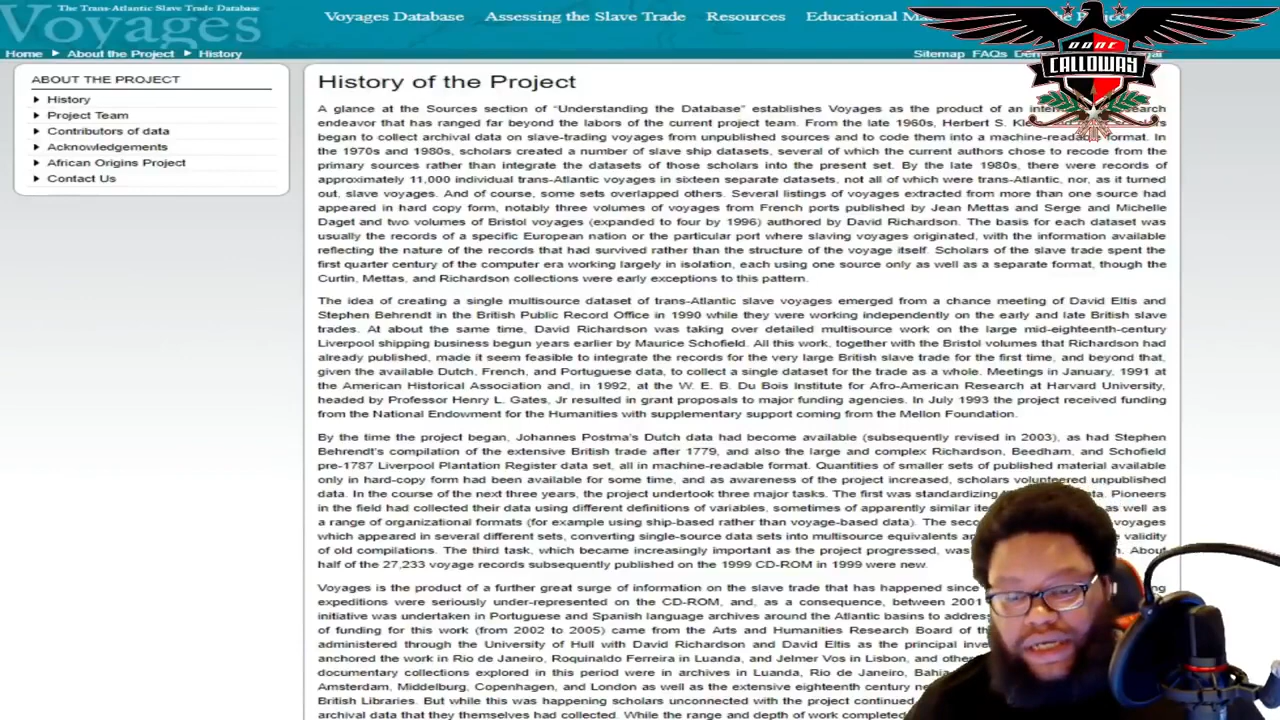 The Trans-Atlantic Slave Trade Database
Voyages
Voyages Database Assessing the Slave Trade Resources Educational
Home About the Project History
Sitemap FAQs
CALLOWAY
ABOUT THE PROJECT
History
Project Team
Contributors of data
Acknowledgements
African Origins Project
Contact Us
History of the Project
A glance at the Sources section of “Understanding the Database” establishes Voyages as the product of an
endeavor that has ranged far beyond the labors of the current project team. From the late 1960s, Herbert S.
began to collect archival data on slave-trading voyages from unpublished sources and to code them into a machine-readable format. In
the 1970s and 1980s, scholars created a number of slave ship datasets, several of which the current authors chose to recode from the
primary sources rather than integrate the datasets of those scholars into the present set. By the late 1980s, there were records of
approximately 11,000 individual trans-Atlantic voyages in sixteen separate datasets, not all of which were trans-Atlantic, nor, as it turned
out, slave voyages. And of course, some sets overlapped others. Several listings of voyages extracted from more than one source had
appeared in hard copy form, notably three volumes of voyages from French ports published by Jean Mettas and Serge and Michelle
Daget and two volumes of Bristol voyages (expanded to four by 1996) authored by David Richardson. The basis for each dataset was
usually the records of a specific European nation or the particular port where slaving voyages originated, with the information available
reflecting the nature of the records that had survived rather than the structure of the voyage itself. Scholars of the slave trade spent the
first quarter century of the computer era working largely in isolation, each using one source only as well as a separate format, though the
Curtin, Mettas, and Richardson collections were early exceptions to this pattern.
The idea of creating a single multisource dataset of trans-Atlantic slave voyages emerged from a chance meeting of David Eltis and
Stephen Behrendt in the British Public Record Office in 1990 while they were working independently on the early and late British slave
trades. At about the same time, David Richardson was taking over detailed multisource work on the large mid-eighteenth-century
Liverpool shipping business begun years earlier by Maurice Schofield. All this work, together with the Bristol volumes that Richardson had
already published, made it seem feasible to integrate the records for the very large British slave trade for the first time, and beyond that,
given the available Dutch, French, and Portuguese data, to collect a single dataset for the trade as a whole. Meetings in January, 1991 at
the American Historical Association and, in 1992, at the W. E. B. Du Bois Institute for Afro-American Research at Harvard University,
headed by Professor Henry L. Gates, Jr resulted in grant proposals to major funding agencies. In July 1993 the project received funding
from the National Endowment for the Humanities with supplementary support coming from the Mellon Foundation.
By the time the project began, Johannes Postma's Dutch data had become available (subsequently revised in 2003), as had Stephen
Behrendt's compilation of the extensive British trade after 1779, and also the large and complex Richardson, Beedham, and Schofield
pre-1787 Liverpool Plantation Register data set, all in machine-readable format. Quantities of smaller sets of published material available
only in hard-copy form had been available for some time, and as awareness of the project increased, scholars volunteered unpublished
data. In the course of the next three years, the project undertook three major tasks. The first was standardizing Pioneers
in the field had collected their data using different definitions of variables, sometimes of apparently similar as well as
a range of organizational formats (for example using ship-based rather than voyage-based data). The voyages
which appeared in several different sets, converting single-source data sets into multisource equivalents validity
of old compilations. The third task, which became increasingly important as the project progressed, was About
half of the 27,233 voyage records subsequently published on the 1999 CD-ROM in 1999 were new.
Voyages is the product of a further great surge of information on the slave trade that has happened since
expeditions were seriously under-represented on the CD-ROM, and, as a consequence, between 2001
initiative was undertaken in Portuguese and Spanish language archives around the Atlantic basins to
of funding for this work (from 2002 to 2005) came from the Arts and Humanities Research Board of
administered through the University of Hull with David Richardson and David Eltis as the principal
anchored the work in Rio de Janeiro, Roquinaldo Ferreira in Luanda, and Jelmer Vos in Lisbon, and
documentary collections explored in this period were in archives in Luanda, Rio de Janeiro,
Amsterdam, Middelburg, Copenhagen, and London as well as the extensive eighteenth century
British Libraries. But while this was happening scholars unconnected with the project continued
archival data that they themselves had collected. While the range and depth of work completed